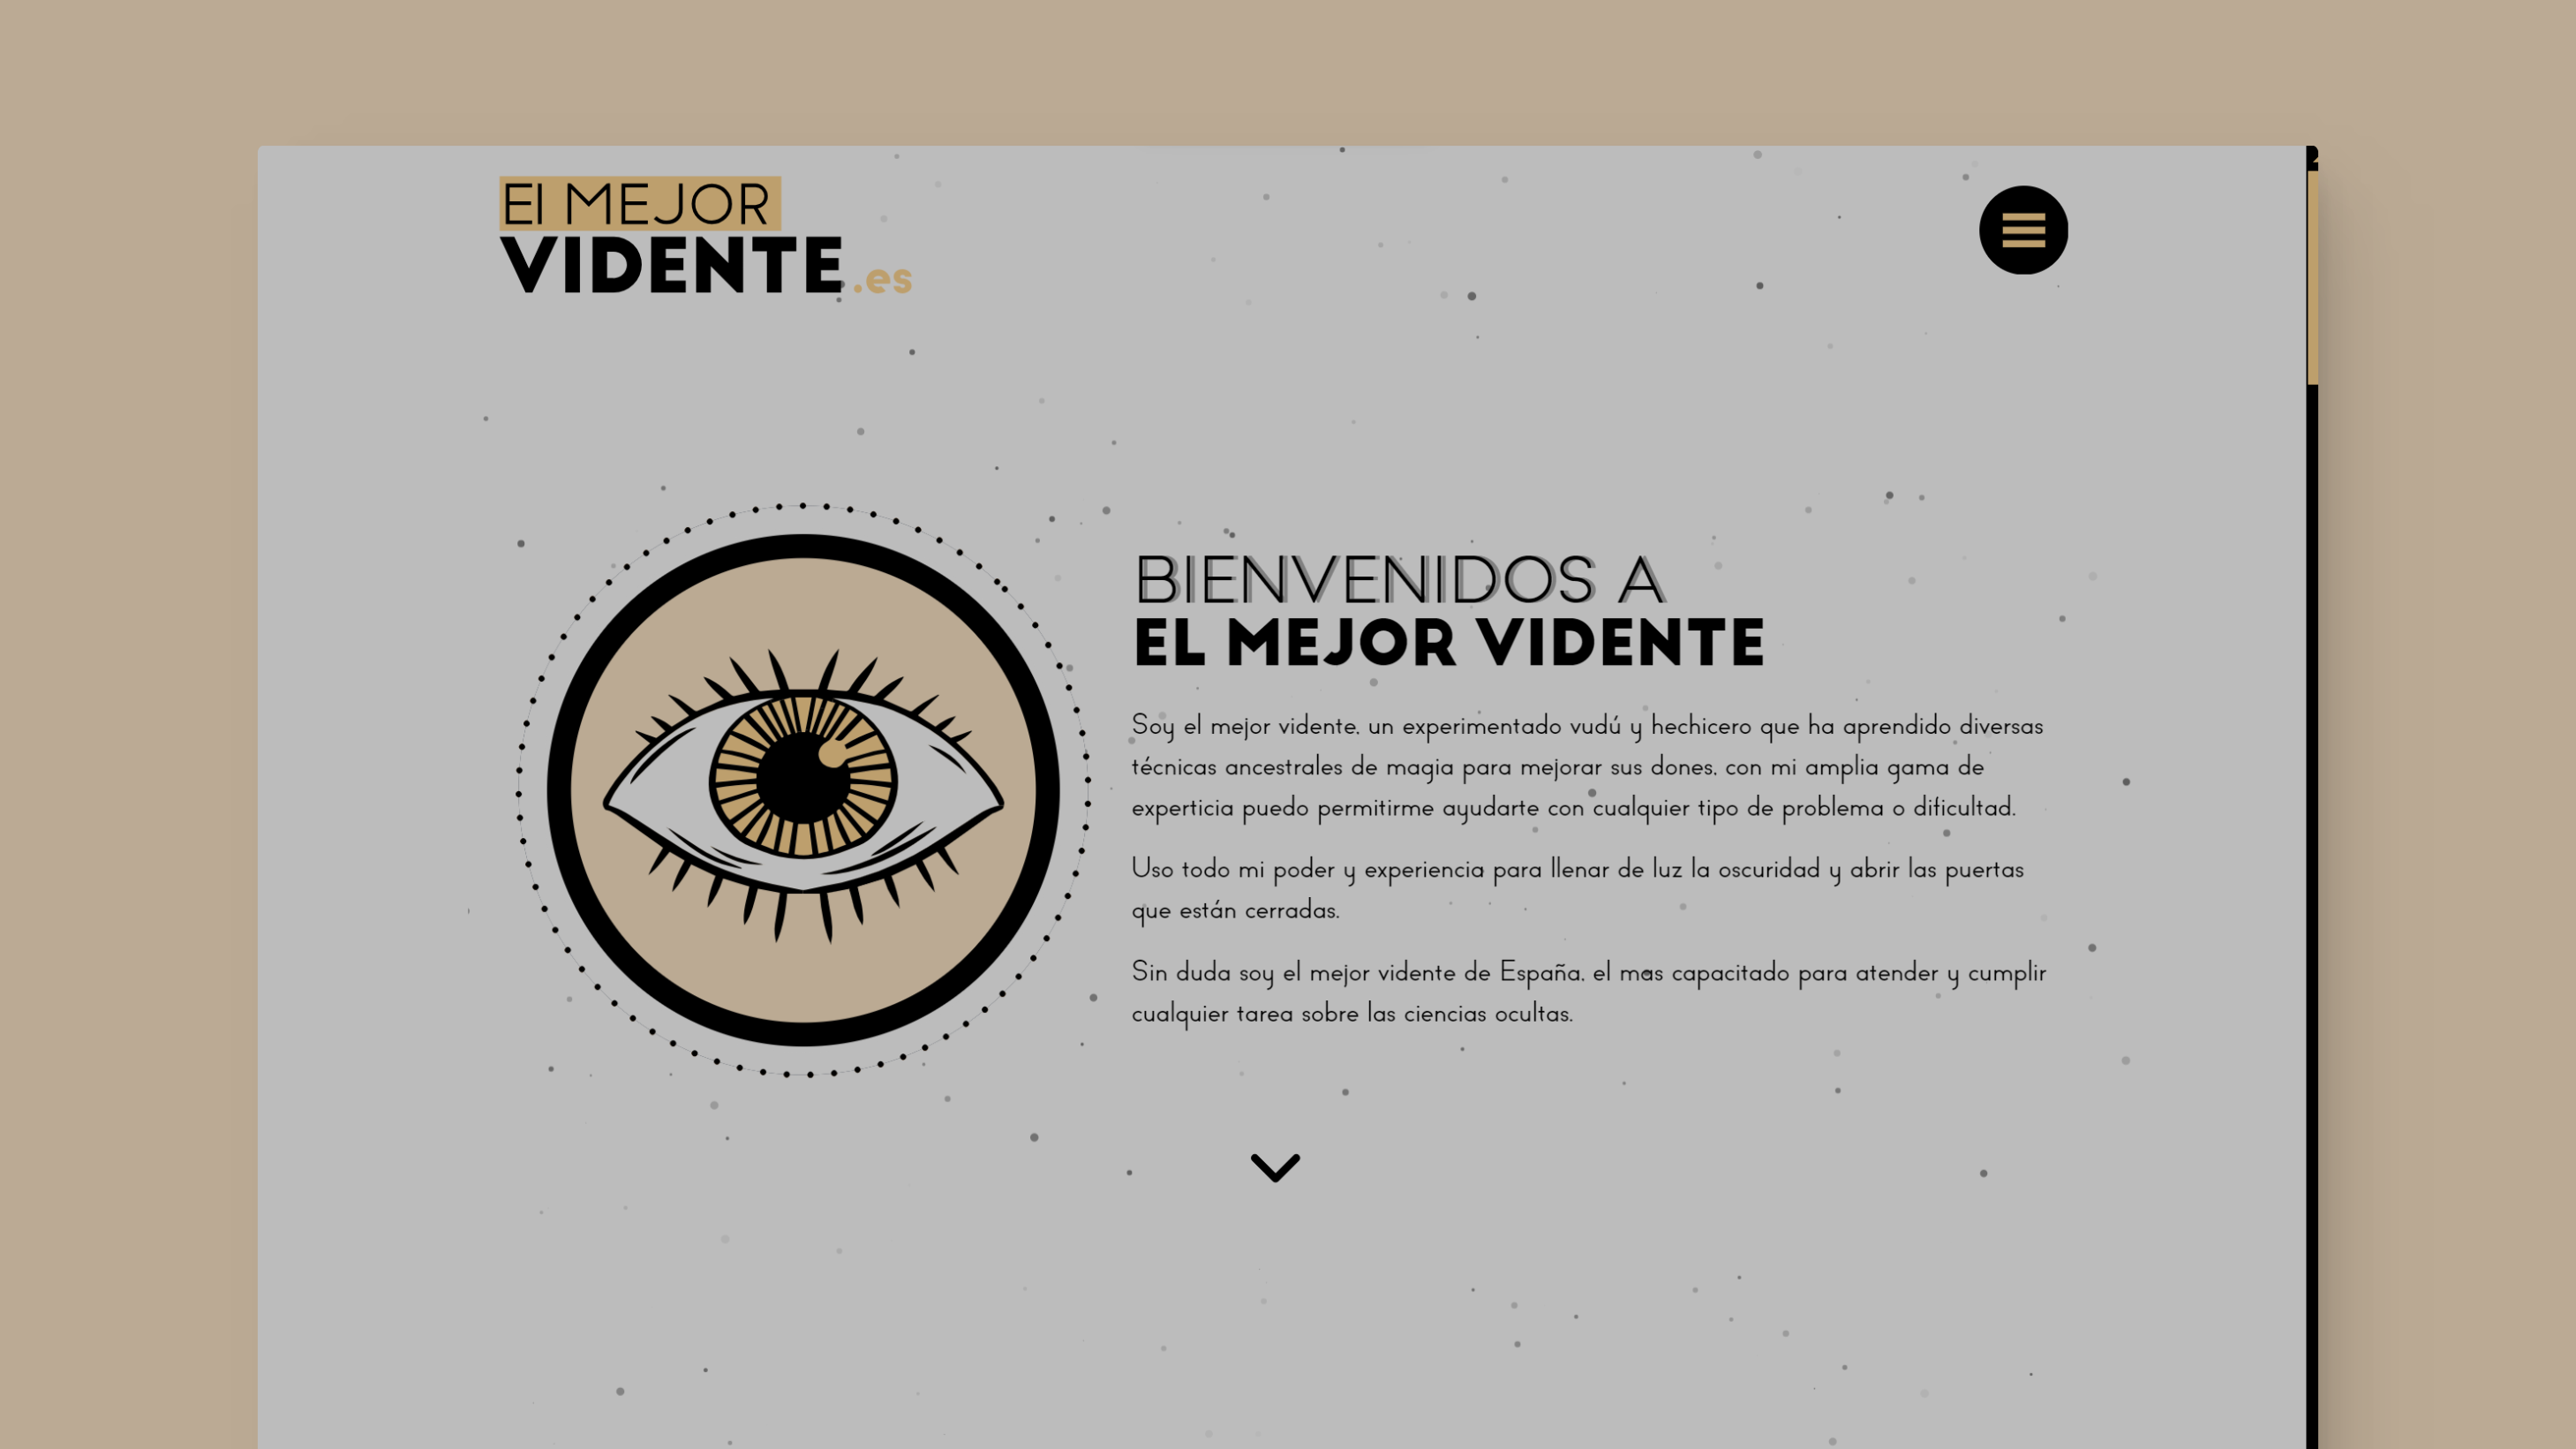 El MEJOR
VIDENTE.es
BIENVENIDOS A
EL MEJOR VIDENTE
Soy el mejor vidente, un experimentado vudú y hechicero que ha aprendido diversas
técnicas ancestrales de magia para mejorar sus dones, con mi amplia gama de
experticia puedo permitirme ayudarte con cualquier tipo de problema o dificultad.
Uso todo mi poder y experiencia para llenar de luz la oscuridad y abrir las puertas
que están cerradas.
Sin duda soy el mejor vidente de España, el mas capacitado para atender y cumplir
cualquier tarea sobre las ciencias ocultas.